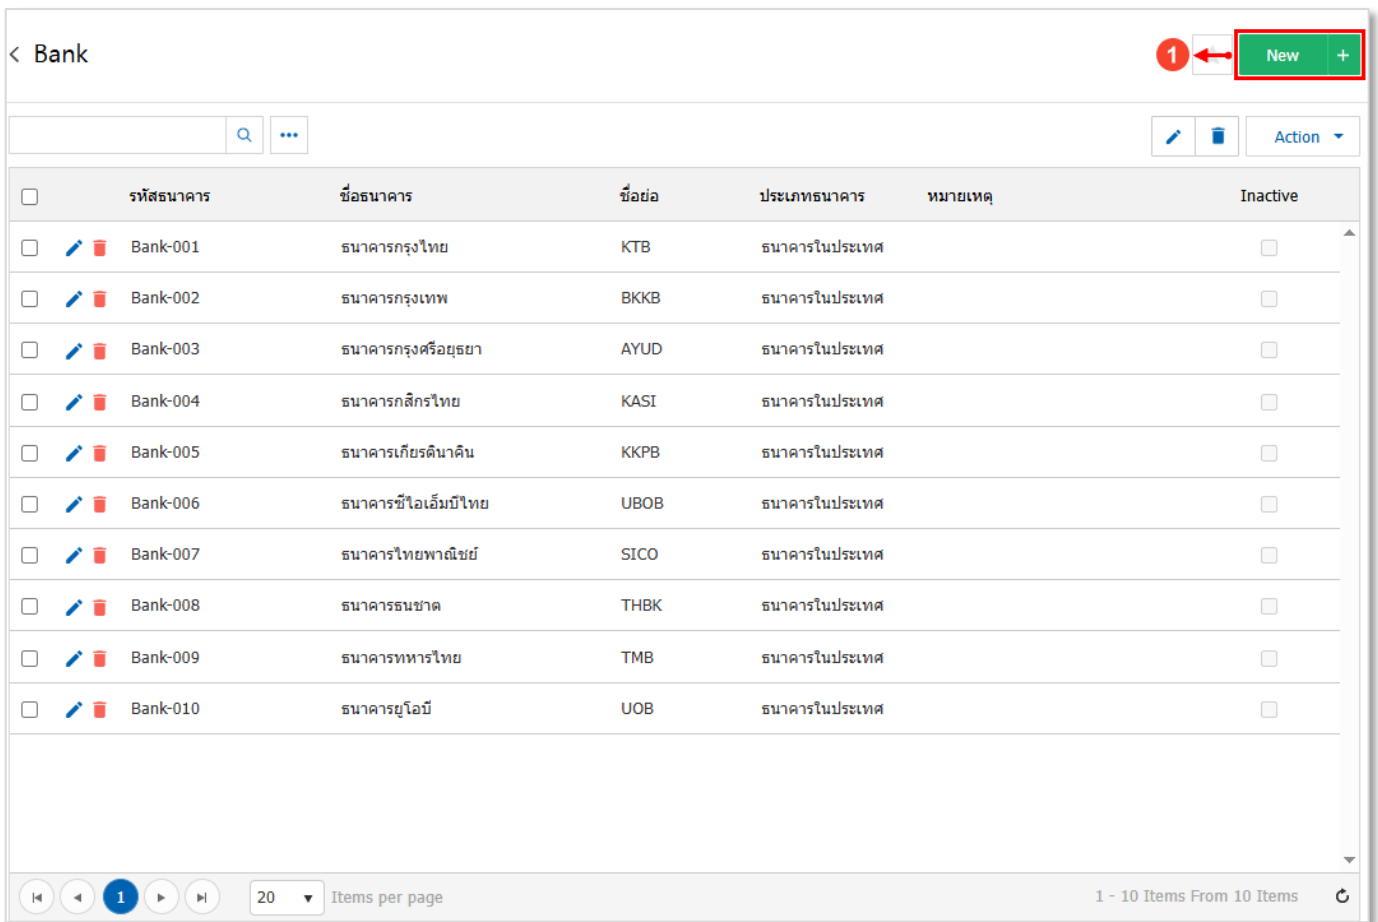 Bank
1
New +
Action
รหัสธนาคาร ชื่อธนาคาร ชื่อย่อ ประเภทธนาคาร หมายเหตุ Inactive
Bank-001 ธนาคารกรุงไทย KTB ธนาคารในประเทศ
Bank-002 ธนาคารกรุงเทพ BKKB ธนาคารในประเทศ
Bank-003 ธนาคารกรุงศรีอยุธยา AYUD ธนาคารในประเทศ
Bank-004 ธนาคารกสิกรไทย KASI ธนาคารในประเทศ
Bank-005 ธนาคารเกียรตินาคิน KKPB ธนาคารในประเทศ
Bank-006 ธนาคารซีไอเอ็มบีไทย UBOB ธนาคารในประเทศ
Bank-007 ธนาคารไทยพาณิชย์ SICO ธนาคารในประเทศ
Bank-008 ธนาคารธนชาต THBK ธนาคารในประเทศ
Bank-009 ธนาคารทหารไทย TMB ธนาคารในประเทศ
Bank-010 ธนาคารยูโอบี UOB ธนาคารในประเทศ
1 20 Items per page 1 - 10 Items From 10 Items